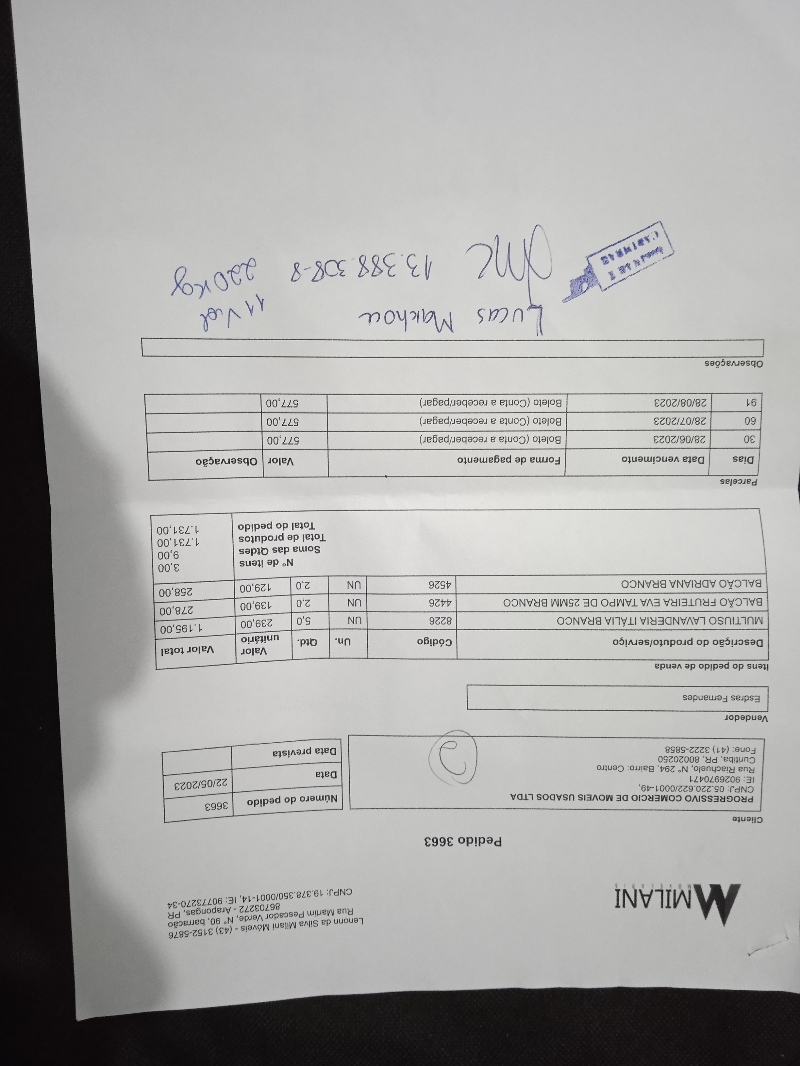 MILANI
Lenonn da Silva Milani Móveis - (43) 3152-5876
Rua Marim Pescador Verde, N° 90, barracão
86703272 - Arapongas, PR
CNPJ: 19.378.350/0001-14, IE: 90773270-34
Pedido 3663
Cliente
PROGRESSIVO COMERCIO DE MOVEIS USADOS LTDA
CNPJ: 05.220.622/0001-49,
IE: 9026970471
Rua Riachuelo, N° 294, Bairro: Centro
Curitiba, PR, 80020250
Fone: (41) 3222-5858
Número do pedido 3663
Data 22/05/2023
Data prevista
Vendedor
Esdras Fernandes
Itens do pedido de venda
Descrição do produto/serviço Código Un. Qtd. Valor unitário Valor total
MULTIUSO LAVANDERIA ITÁLIA BRANCO 8226 UN 5,0 239,00 1.195,00
BALCÃO FRUTEIRA EVA TAMPO DE 25MM BRANCO 4426 UN 2,0 139,00 278,00
BALCÃO ADRIANA BRANCO 4526 UN 2,0 129,00 258,00
N° de itens 3,00
Soma das Qtdes 9,00
Total de produtos 1.731,00
Total do pedido 1.731,00
Parcelas
Dias Data vencimento Forma de pagamento Valor Observação
30 28/06/2023 Boleto (Conta a receber/pagar) 577,00
60 28/07/2023 Boleto (Conta a receber/pagar) 577,00
91 28/08/2023 Boleto (Conta a receber/pagar) 577,00
Observações
Lucas 11 Vol
13.388.308-8 220 Kg